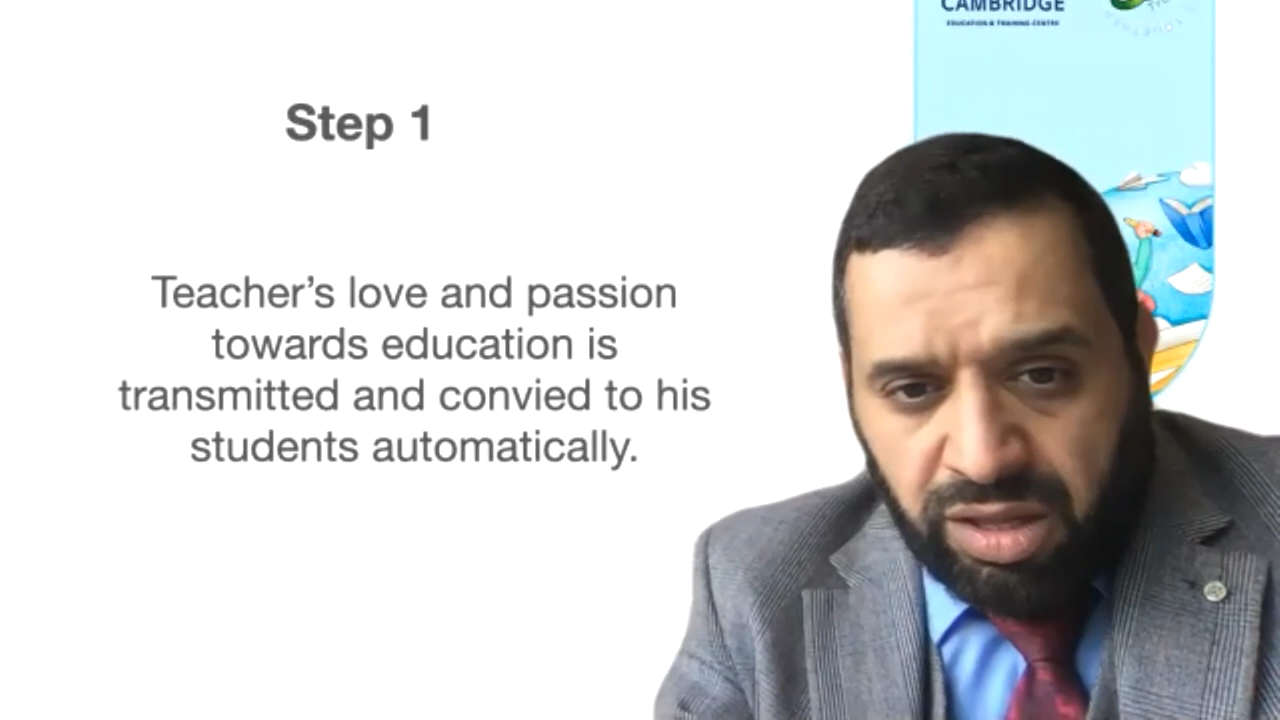 CAMBRIDGE
EDUCATION & TRAINING CENTRE
Step 1
Teacher’s love and passion
towards education is
transmitted and convied to his
students automatically.